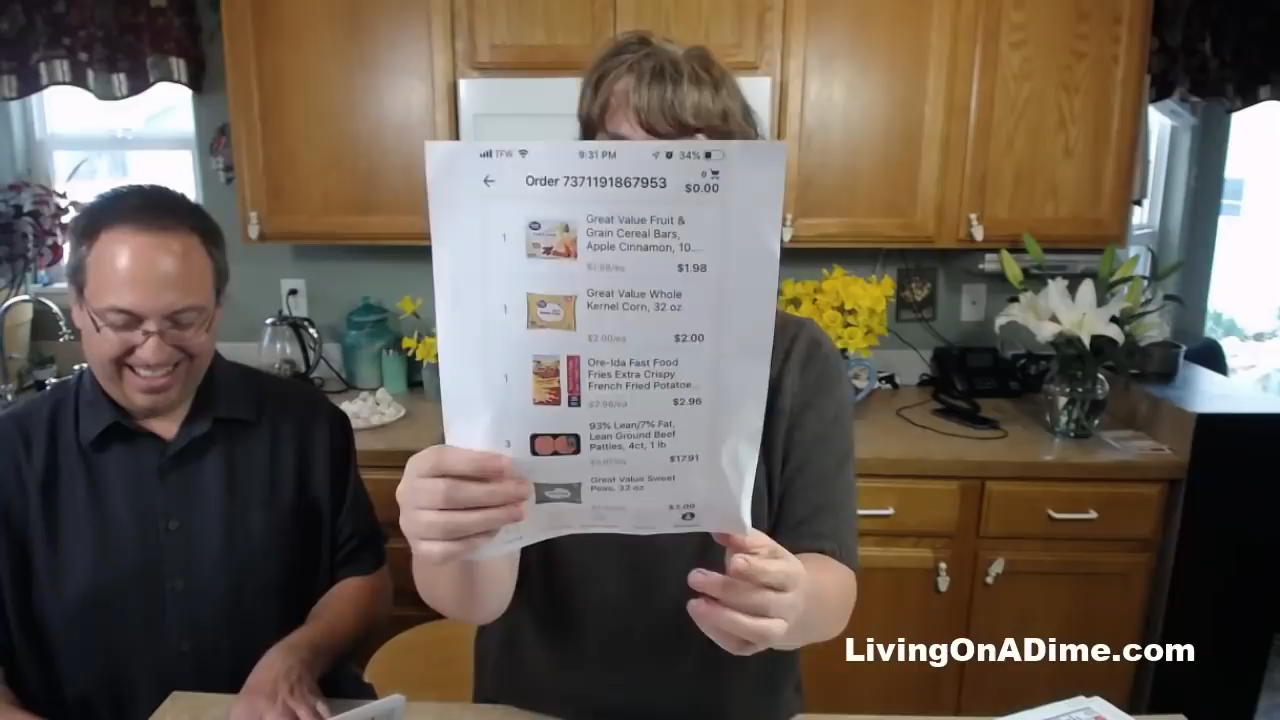 TFW 9:31 PM 34%
Order 7371191867953
0
$0.00
Great Value Fruit &
Grain Cereal Bars,
Apple Cinnamon, 10...
1
$1.98/ea $1.98
Great Value Whole
Kernel Corn, 32 oz
1
$2.00/ea $2.00
Ore-Ida Fast Food
Fries Extra Crispy
French Fried Potatoe...
1
$2.96/ea $2.96
93% Lean/7% Fat,
Lean Ground Beef
Patties, 4ct, 1 lb
3
$17.91
Great Value Sweet
Peas, 32 oz
LivingOnADime.com